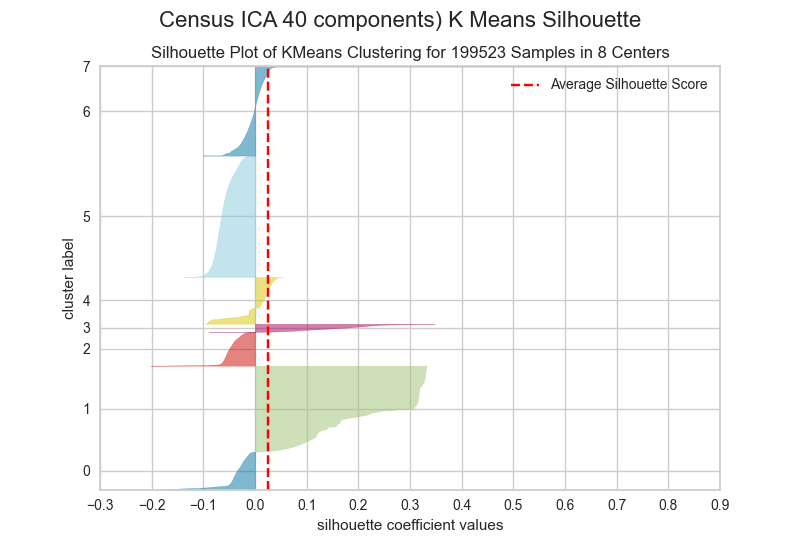 Census ICA 40 components) K Means Silhouette
Silhouette Plot of KMeans Clustering for 199523 Samples in 8 Centers
Average Silhouette Score
cluster label
7
6
5
4
3
2
1
0
−0.3 −0.2 −0.1 0.0 0.1 0.2 0.3 0.4 0.5 0.6 0.7 0.8 0.9
silhouette coefficient values